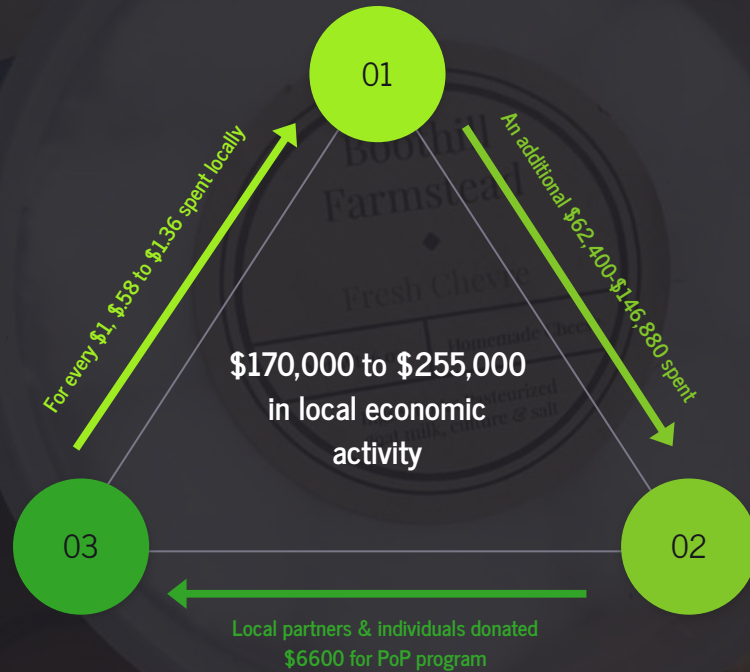 01
For every $1, $.58 to $1.36 spent locally
An additional $62,400-$146,880 spent
Boothill
Farmstead
Fresh Chèvre
Homemade Cheese
$170,000 to $255,000
in local economic
activity
milk, culture & salt
03
02
Local partners & individuals donated
$6600 for PoP program